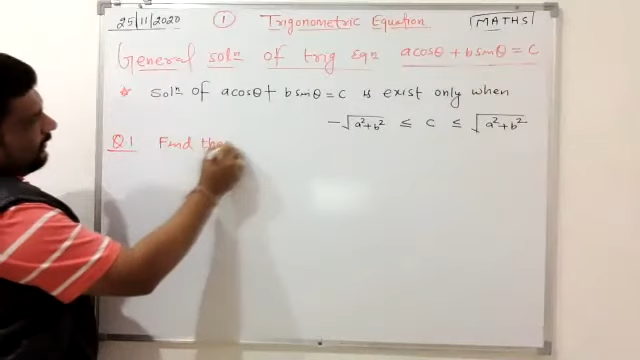 25/11/2020 1 Trigonometric Equation MATHS
General solⁿ of trig Eqⁿ acosθ + bsinθ = c
* Solⁿ of acosθ + bsinθ = c is exist only when
-√a²+b² ≤ c ≤ √a²+b²
Q1 Find the